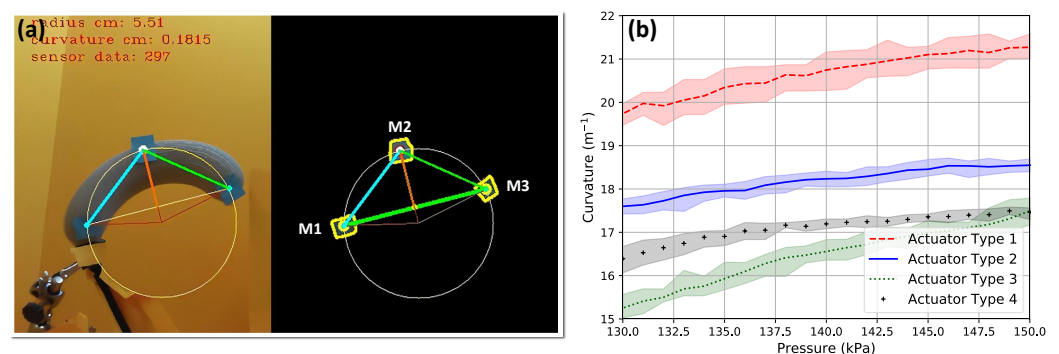 (a)
radius cm: 5.51
curvature cm: 0.1815
sensor data: 297
M1
M2
M3
(b)
Curvature (m⁻¹)
22
21
20
19
18
17
16
15
Actuator Type 1
Actuator Type 2
Actuator Type 3
Actuator Type 4
130.0 132.5 135.0 137.5 140.0 142.5 145.0 147.5 150.0
Pressure (kPa)